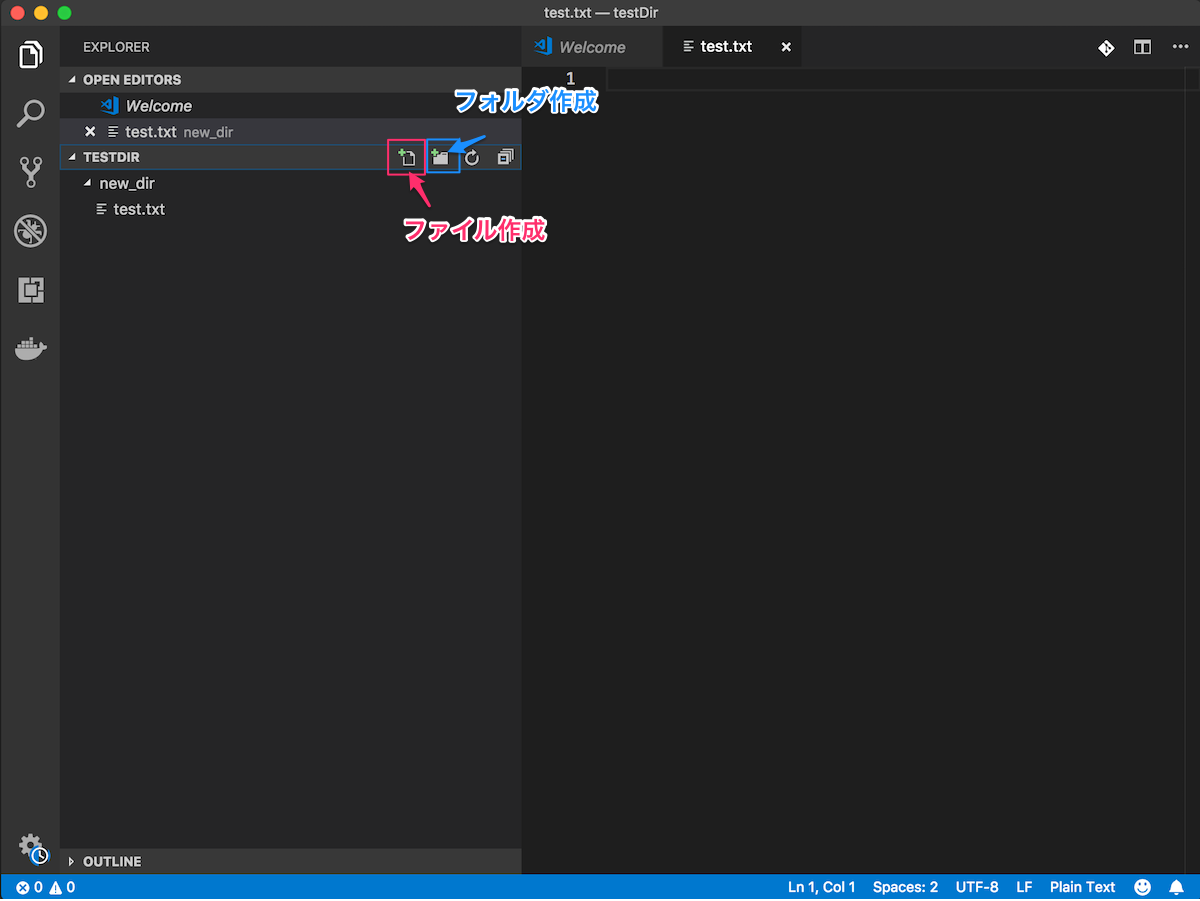 test.txt — testDir
EXPLORER
Welcome
test.txt
OPEN EDITORS
1
Welcome
フォルダ作成
test.txt new_dir
TESTDIR
new_dir
test.txt
ファイル作成
OUTLINE
0 0 Ln 1, Col 1 Spaces: 2 UTF-8 LF Plain Text